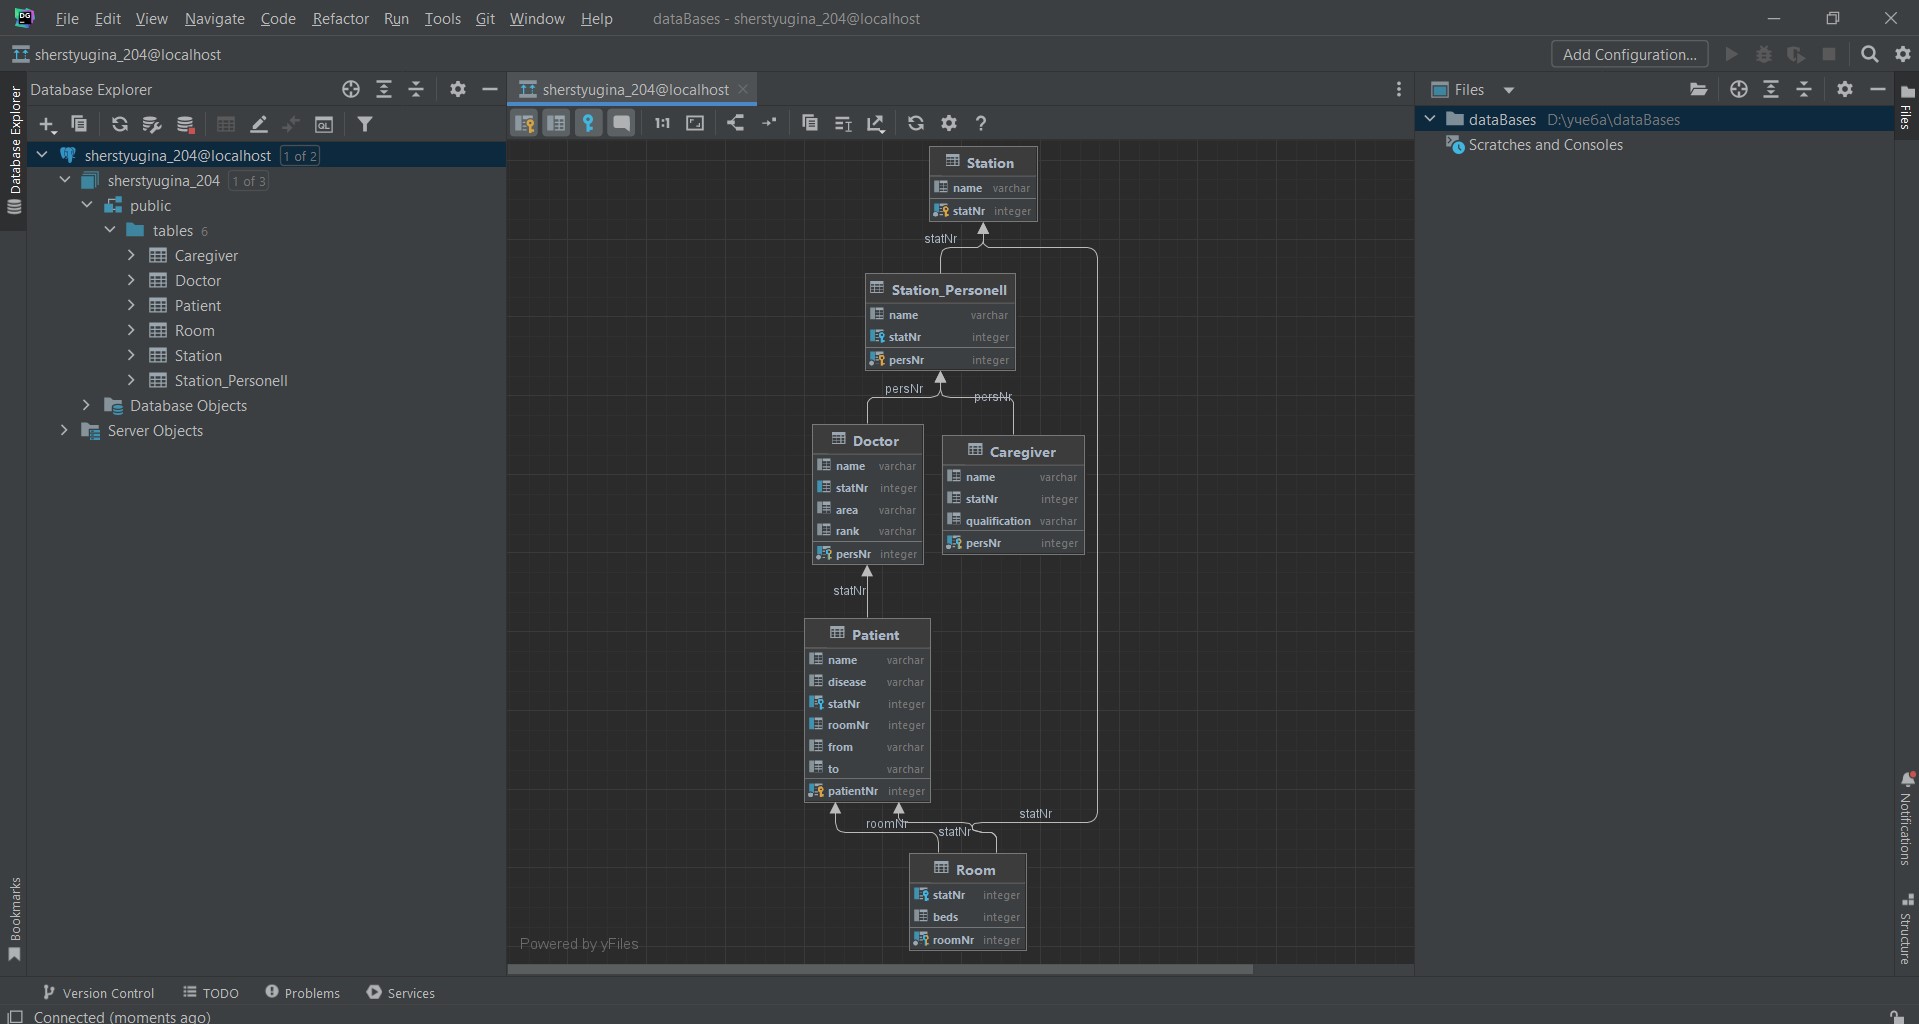 DG File Edit View Navigate Code Refactor Run Tools Git Window Help dataBases - sherstyugina_204@localhost
sherstyugina_204@localhost Add Configuration...
Database Explorer
Database Explorer
QL
sherstyugina_204@localhost 1 of 2
sherstyugina_204 1 of 3
public
tables 6
Caregiver
Doctor
Patient
Room
Station
Station_Personell
Database Objects
Server Objects
Bookmarks
sherstyugina_204@localhost
1:1
Station
name varchar
statNr integer
statNr
Station_Personell
name varchar
statNr integer
persNr integer
persNr
persNr
Doctor
name varchar
statNr integer
area varchar
rank varchar
persNr integer
Caregiver
name varchar
statNr integer
qualification varchar
persNr integer
statNr
Patient
name varchar
disease varchar
statNr integer
roomNr integer
from varchar
to varchar
patientNr integer
roomNr
statNr
statNr
Room
statNr integer
beds integer
roomNr integer
Powered by yFiles
Files
dataBases D:\учеба\dataBases
Scratches and Consoles
Files
Notifications
Structure
Version Control TODO Problems Services
Connected (moments ago)